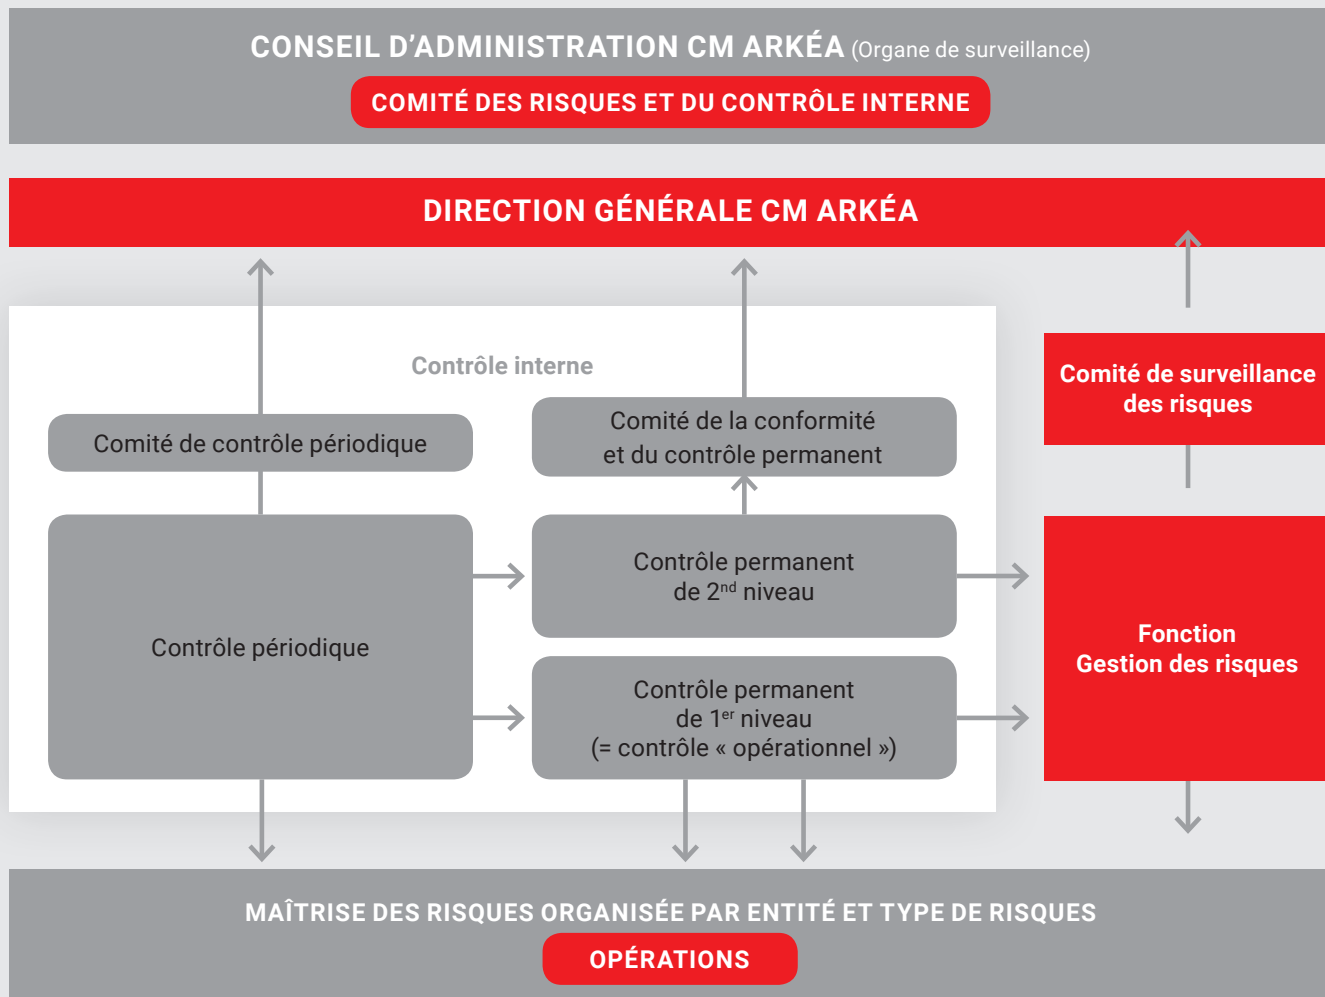 CONSEIL D’ADMINISTRATION CM ARKÉA (Organe de surveillance)
COMITÉ DES RISQUES ET DU CONTRÔLE INTERNE
DIRECTION GÉNÉRALE CM ARKÉA
Contrôle interne
Comité de contrôle périodique
Comité de la conformité
et du contrôle permanent
Comité de surveillance
des risques
Contrôle périodique
Contrôle permanent
de 2nd niveau
Contrôle permanent
de 1er niveau
(= contrôle « opérationnel »)
Fonction
Gestion des risques
MAÎTRISE DES RISQUES ORGANISÉE PAR ENTITÉ ET TYPE DE RISQUES
OPÉRATIONS